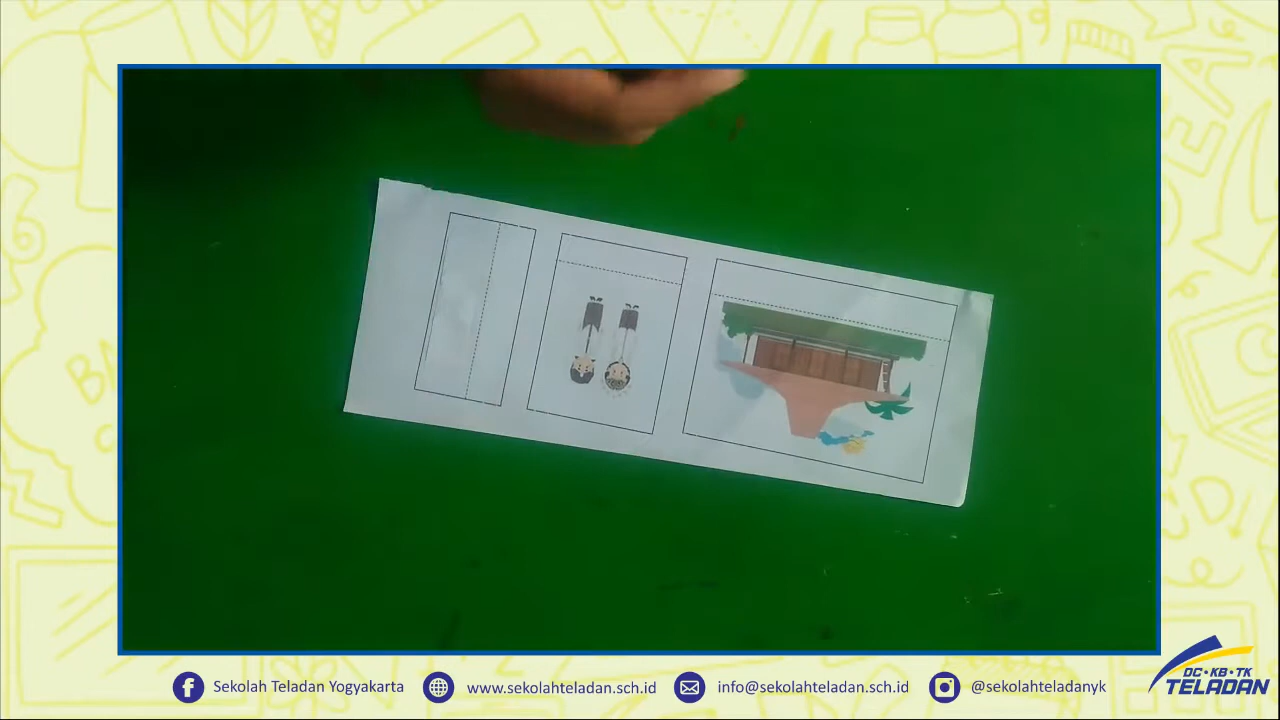 Sekolah Teladan Yogyakarta
www.sekolahteladan.sch.id
info@sekolahteladan.sch.id
@sekolahteladanyk
DC•KB•TK
TELADAN